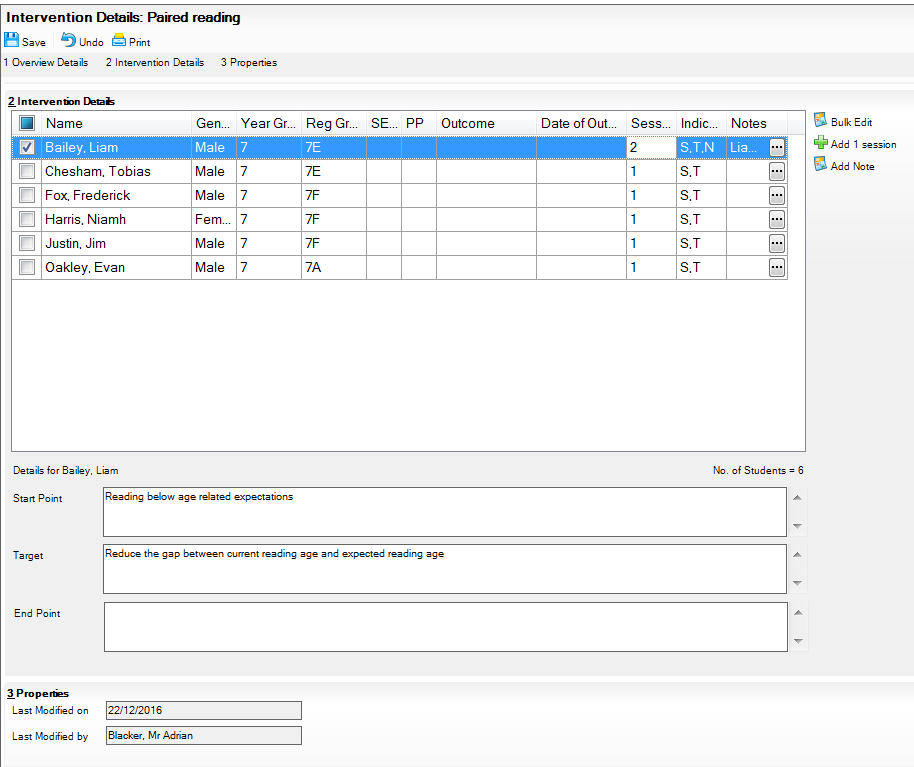 Intervention Details: Paired reading
Save Undo Print
1 Overview Details 2 Intervention Details 3 Properties
2 Intervention Details
Name Gen... Year Gr... Reg Gr... SE... PP Outcome Date of Out... Sess... Indic... Notes
Bailey, Liam Male 7 7E 2 S,T,N Lia... ...
Chesham, Tobias Male 7 7E 1 S,T ...
Fox, Frederick Male 7 7F 1 S,T ...
Harris, Niamh Fem... 7 7F 1 S,T ...
Justin, Jim Male 7 7F 1 S,T ...
Oakley, Evan Male 7 7A 1 S,T ...
Bulk Edit
Add 1 session
Add Note
Details for Bailey, Liam No. of Students = 6
Start Point Reading below age related expectations
Target Reduce the gap between current reading age and expected reading age
End Point
3 Properties
Last Modified on 22/12/2016
Last Modified by Blacker, Mr Adrian